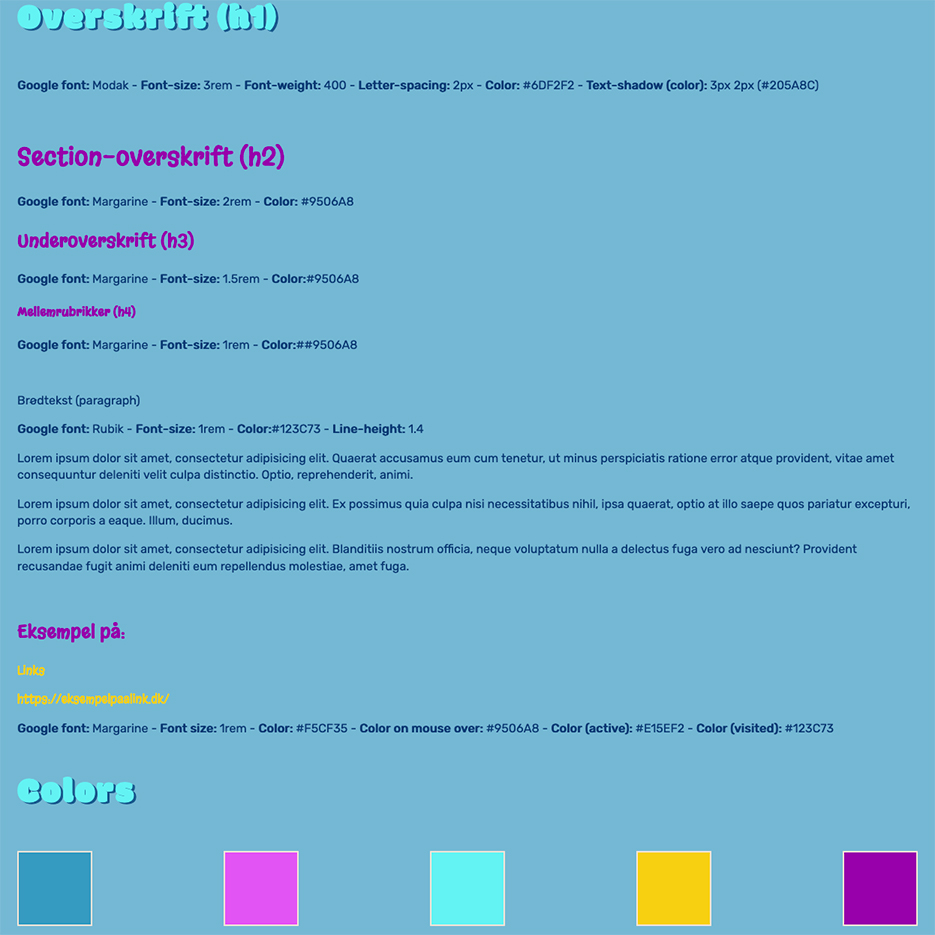 Overskrift (h1)
Google font: Modak - Font-size: 3rem - Font-weight: 400 - Letter-spacing: 2px - Color: #6DF2F2 - Text-shadow (color): 3px 2px (#205A8C)
Section-overskrift (h2)
Google font: Margarine - Font-size: 2rem - Color: #9506A8
Underoverskrift (h3)
Google font: Margarine - Font-size: 1.5rem - Color:#9506A8
Mellemrubrikker (h4)
Google font: Margarine - Font-size: 1rem - Color:##9506A8
Brødtekst (paragraph)
Google font: Rubik - Font-size: 1rem - Color:#123C73 - Line-height: 1.4
Lorem ipsum dolor sit amet, consectetur adipisicing elit. Quaerat accusamus eum cum tenetur, ut minus perspiciatis ratione error atque provident, vitae amet
consequuntur deleniti velit culpa distinctio. Optio, reprehenderit, animi.
Lorem ipsum dolor sit amet, consectetur adipisicing elit. Ex possimus quia culpa nisi necessitatibus nihil, ipsa quaerat, optio at illo saepe quos pariatur excepturi,
porro corporis a eaque. Illum, ducimus.
Lorem ipsum dolor sit amet, consectetur adipisicing elit. Blanditiis nostrum officia, neque voluptatum nulla a delectus fuga vero ad nesciunt? Provident
recusandae fugit animi deleniti eum repellendus molestiae, amet fuga.
Eksempel på:
Links
https://eksempelpaalink.dk/
Google font: Margarine - Font size: 1rem - Color: #F5CF35 - Color on mouse over: #9506A8 - Color (active): #E15EF2 - Color (visited): #123C73
Colors